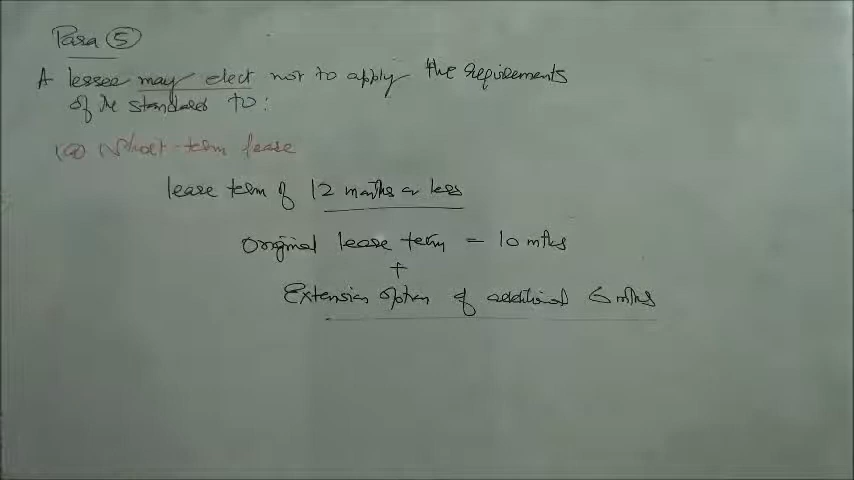 Para 5
A lessee may elect not to apply the requirements
of the standard to:
(a) Short-term lease
lease term of 12 months or less
Original lease term = 10 mths
+
Extension option of additional 6 mths